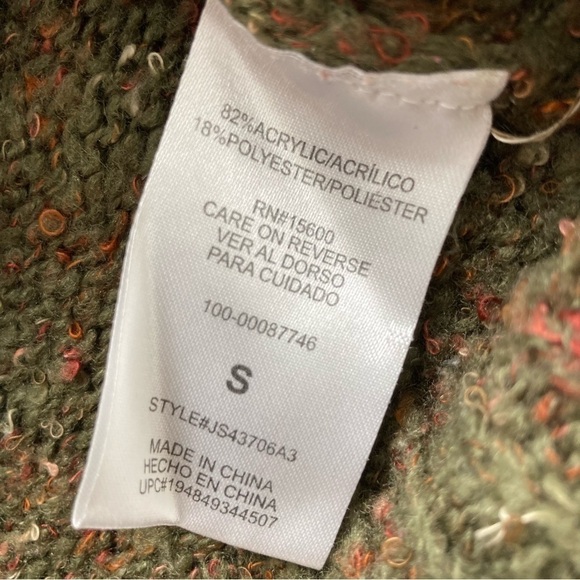 82%ACRYLIC/ACRÍLICO
18%POLYESTER/POLIESTER
RN#15600
CARE ON REVERSE
VER AL DORSO
PARA CUIDADO
100-00087746
S
STYLE#JS43706A3
MADE IN CHINA
HECHO EN CHINA
UPC#194849344507